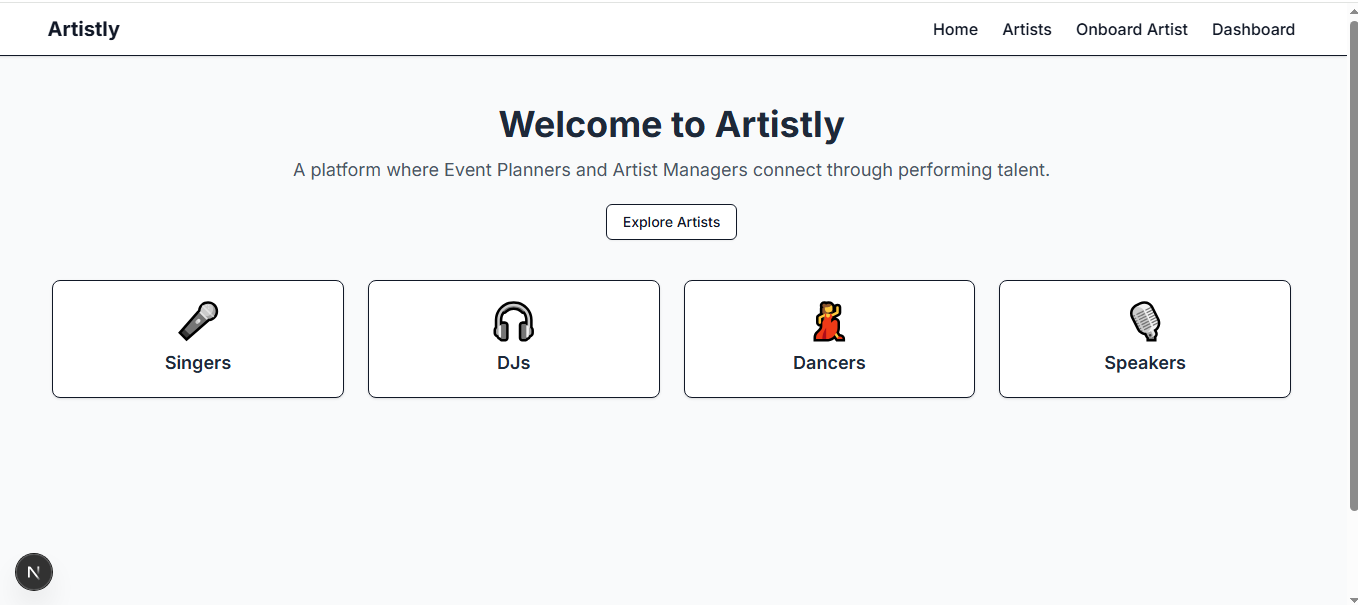 Artistly
Home Artists Onboard Artist Dashboard
Welcome to Artistly
A platform where Event Planners and Artist Managers connect through performing talent.
Explore Artists
Singers
DJs
Dancers
Speakers
N